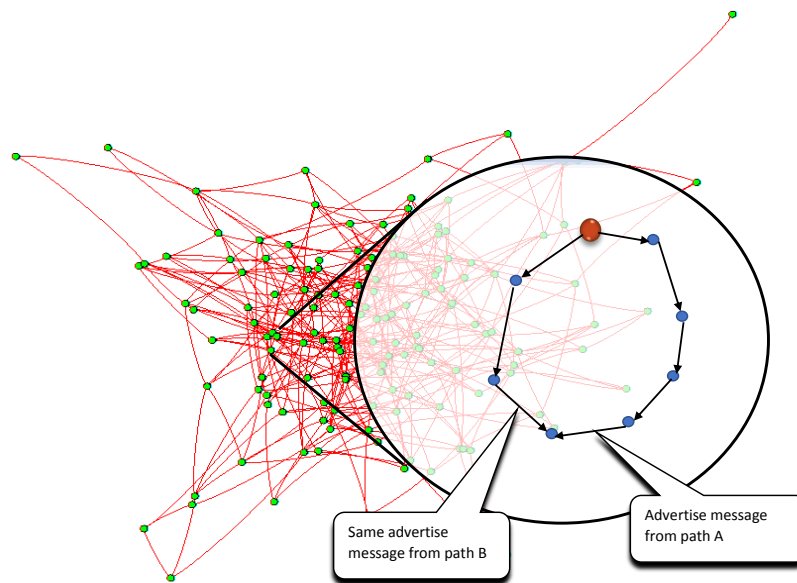 Same advertise
message from path B
Advertise message
from path A